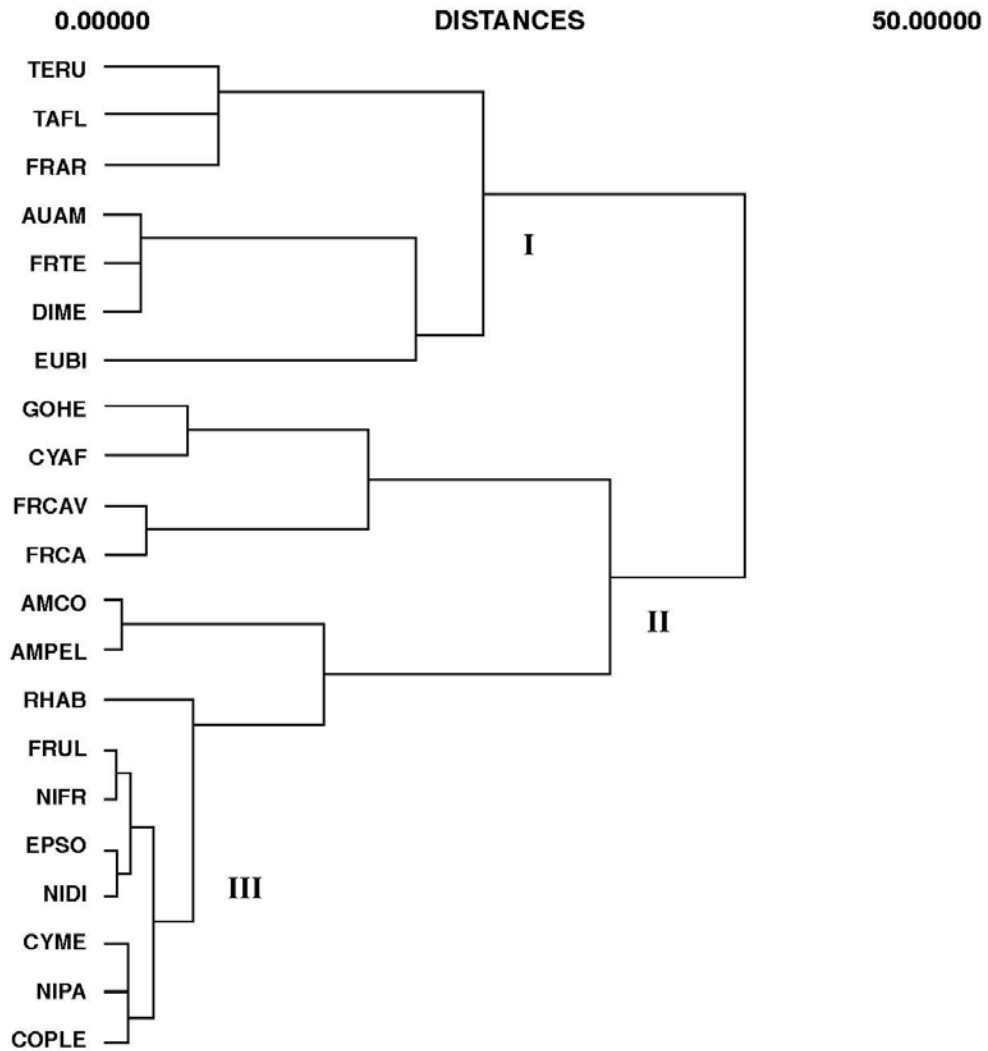 0.00000 DISTANCES 50.00000
TERU
TAFL
FRAR
AUAM
I
FRTE
DIME
EUBI
GOHE
CYAF
FRCAV
FRCA
AMCO
II
AMPEL
RHAB
FRUL
NIFR
EPSO
NIDI
III
CYME
NIPA
COPLE